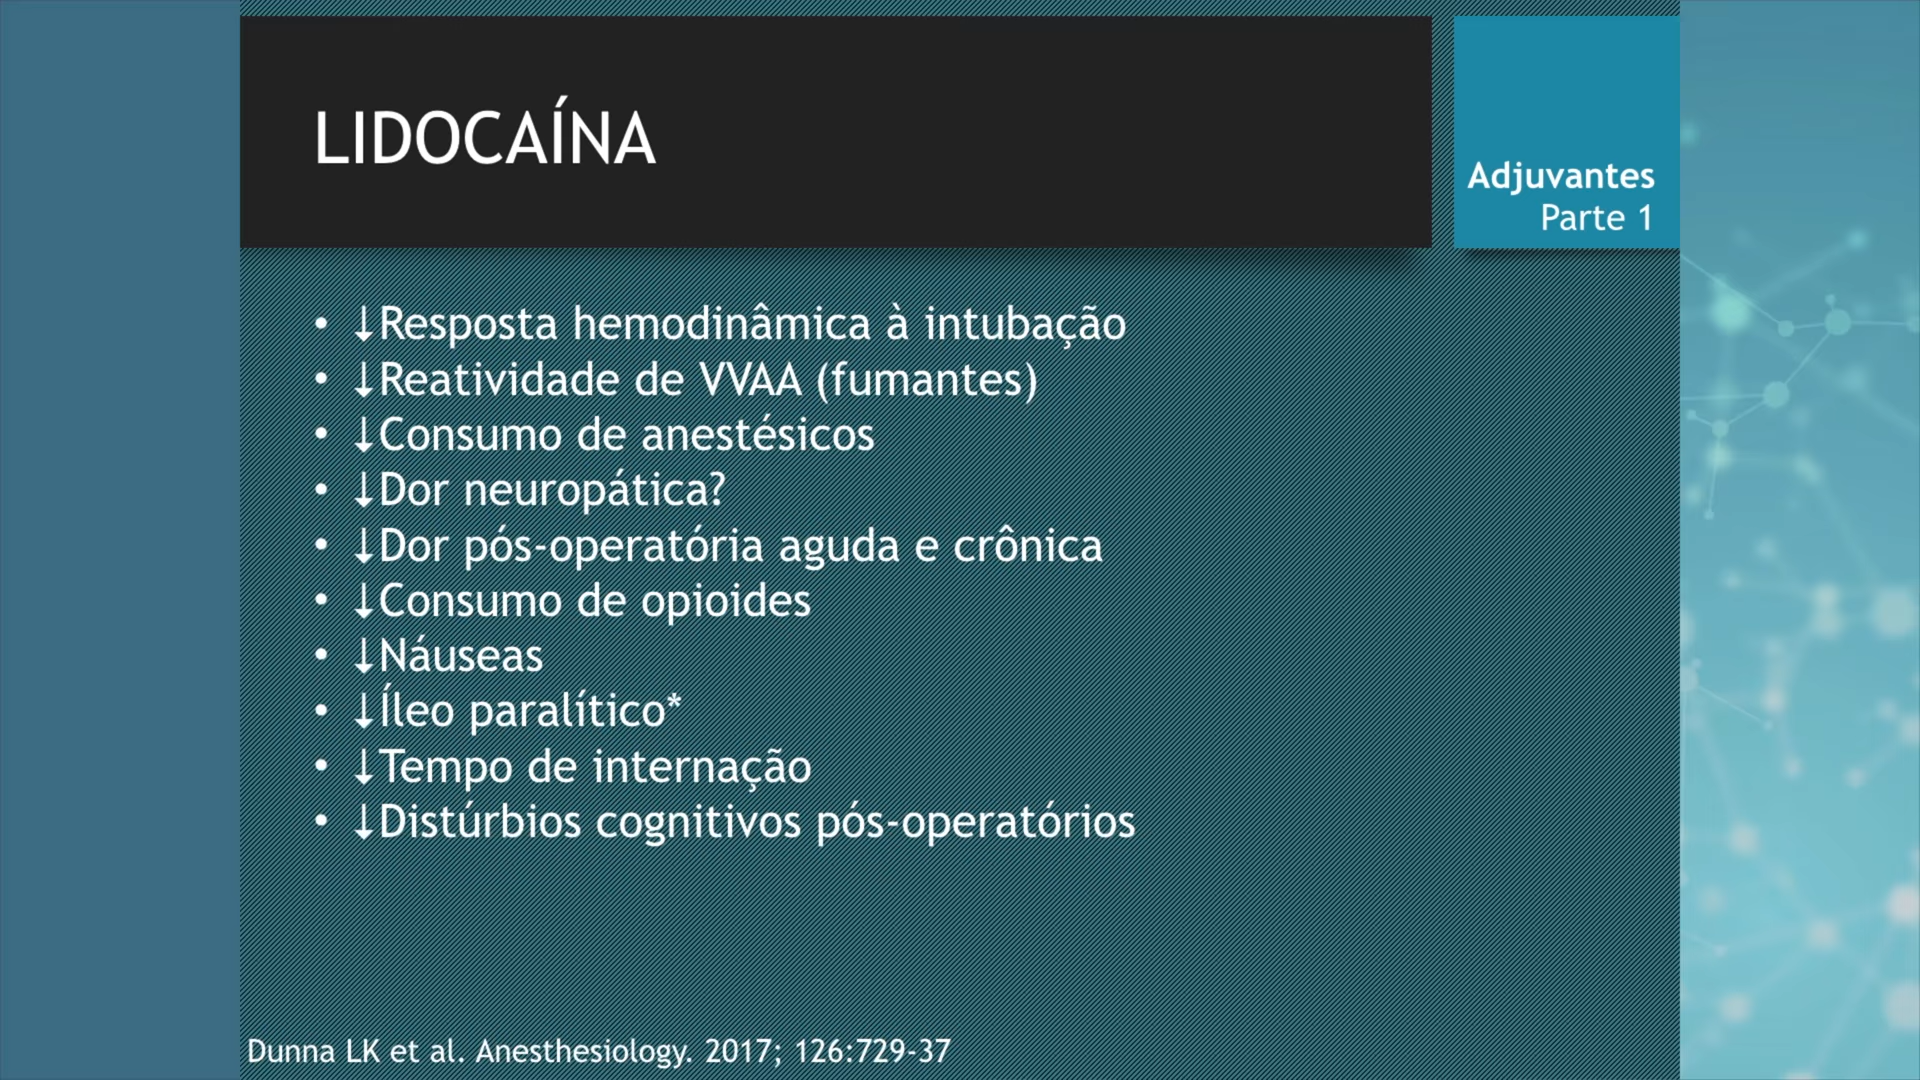 LIDOCAÍNA
Adjuvantes
Parte 1
• ↓Resposta hemodinâmica à intubação
• ↓Reatividade de VVAA (fumantes)
• ↓Consumo de anestésicos
• ↓Dor neuropática?
• ↓Dor pós-operatória aguda e crônica
• ↓Consumo de opioides
• ↓Náuseas
• ↓Íleo paralítico*
• ↓Tempo de internação
• ↓Distúrbios cognitivos pós-operatórios
Dunna LK et al. Anesthesiology. 2017; 126:729-37